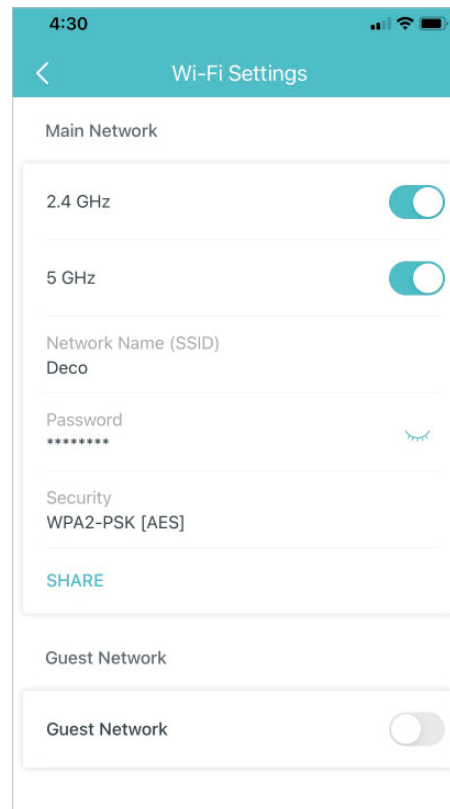 4:30
Wi-Fi Settings
Main Network
2.4 GHz
5 GHz
Network Name (SSID)
Deco
Password
********
Security
WPA2-PSK [AES]
SHARE
Guest Network
Guest Network